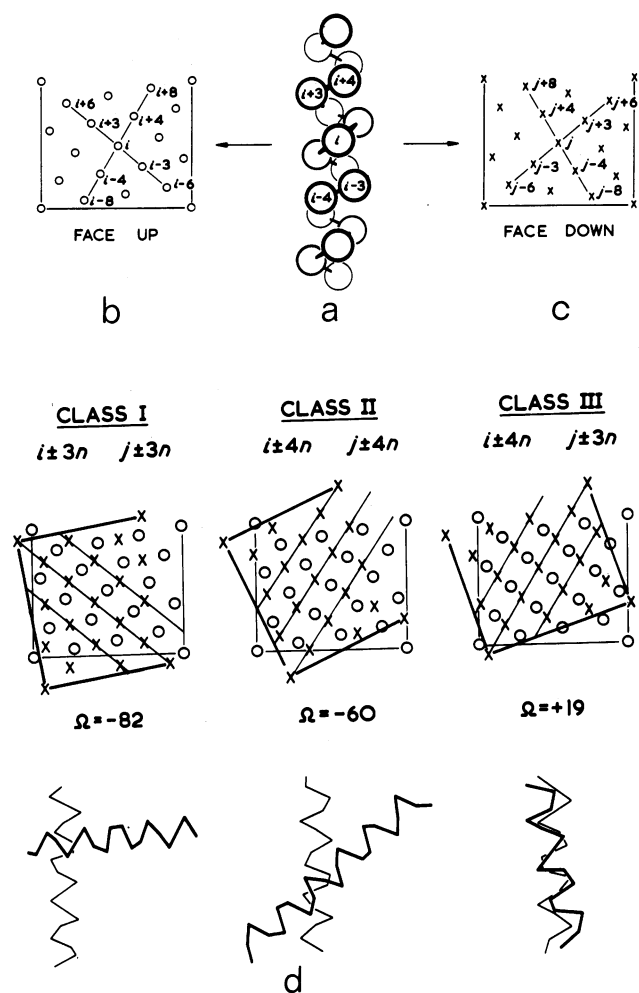 i+8
i+6
i+3
i+4
i
i−3
i−4
i−6
i−8
FACE UP
b
i+3
i+4
i
i−4
i−3
a
j+8
j+6
j+4
j+3
j
j−3
j−4
j−6
j−8
FACE DOWN
c
CLASS I
i±3n j±3n
Ω=−82
CLASS II
i±4n j±4n
Ω=−60
CLASS III
i±4n j±3n
Ω=+19
d